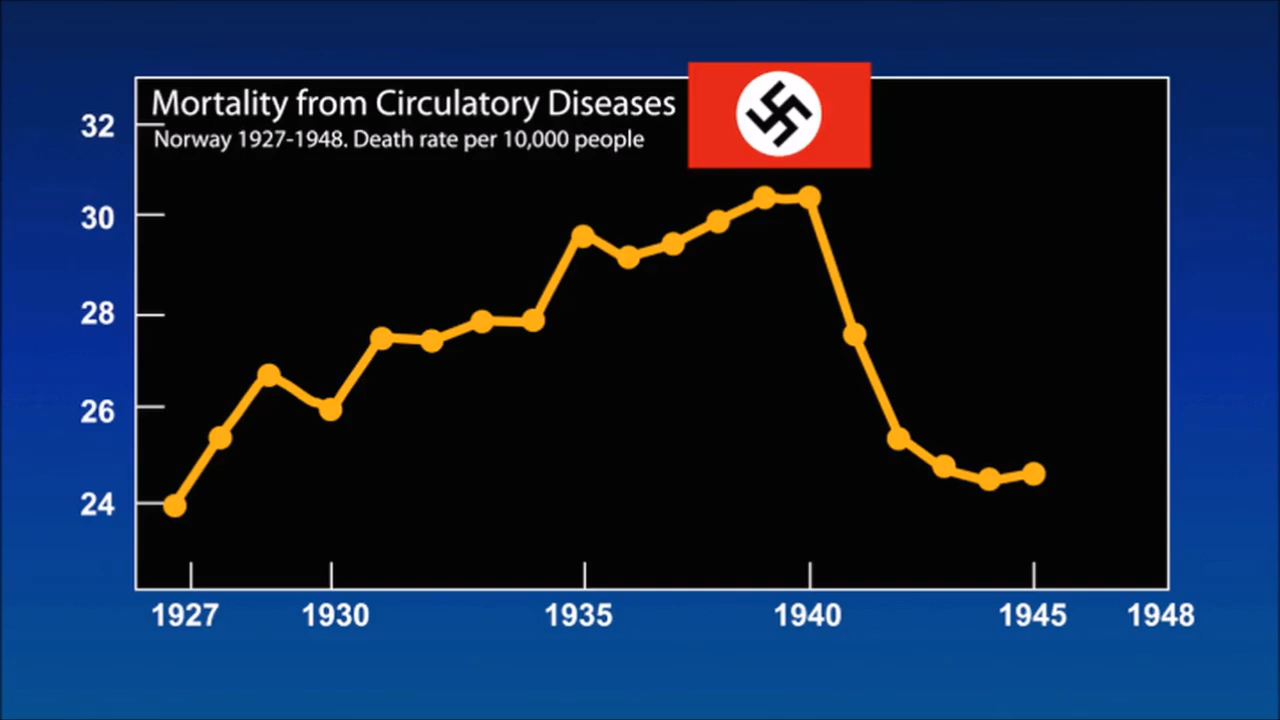 Mortality from Circulatory Diseases
Norway 1927-1948. Death rate per 10,000 people
32
30
28
26
24
1927 1930 1935 1940 1945 1948